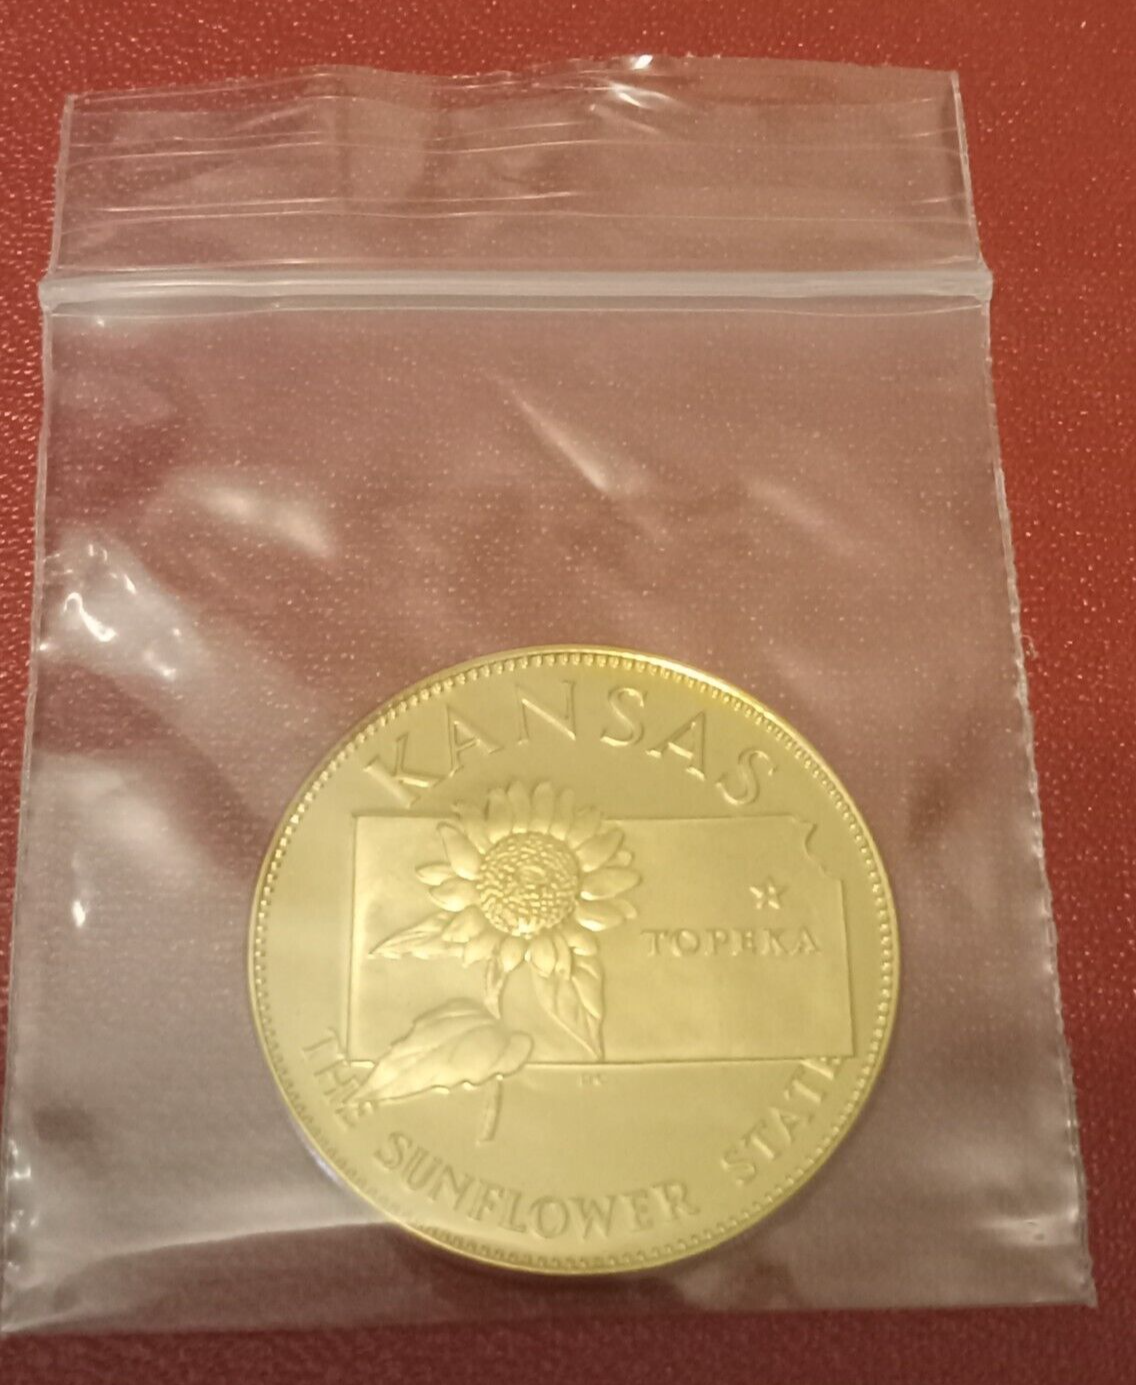 KANSAS
TOPEKA
THE SUNFLOWER STATE